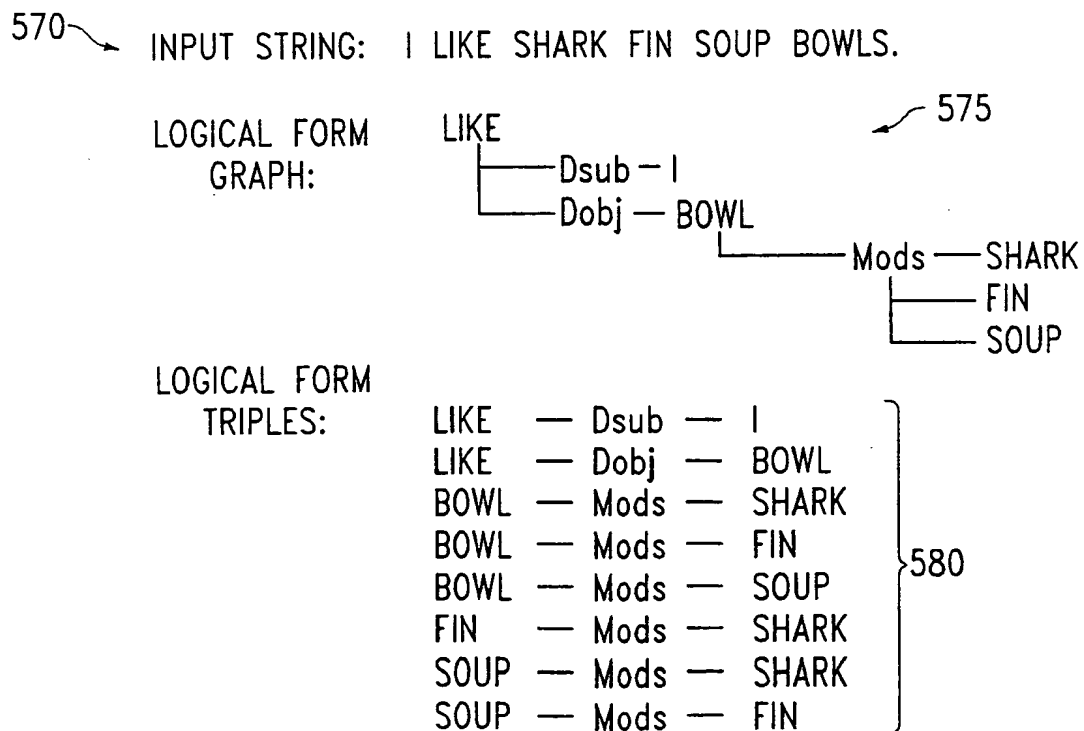 570 INPUT STRING: I LIKE SHARK FIN SOUP BOWLS.
575
LOGICAL FORM GRAPH:
LIKE
Dsub — I
Dobj — BOWL
Mods — SHARK
FIN
SOUP
LOGICAL FORM TRIPLES:
LIKE — Dsub — I
LIKE — Dobj — BOWL
BOWL — Mods — SHARK
BOWL — Mods — FIN
BOWL — Mods — SOUP
FIN — Mods — SHARK
SOUP — Mods — SHARK
SOUP — Mods — FIN
580